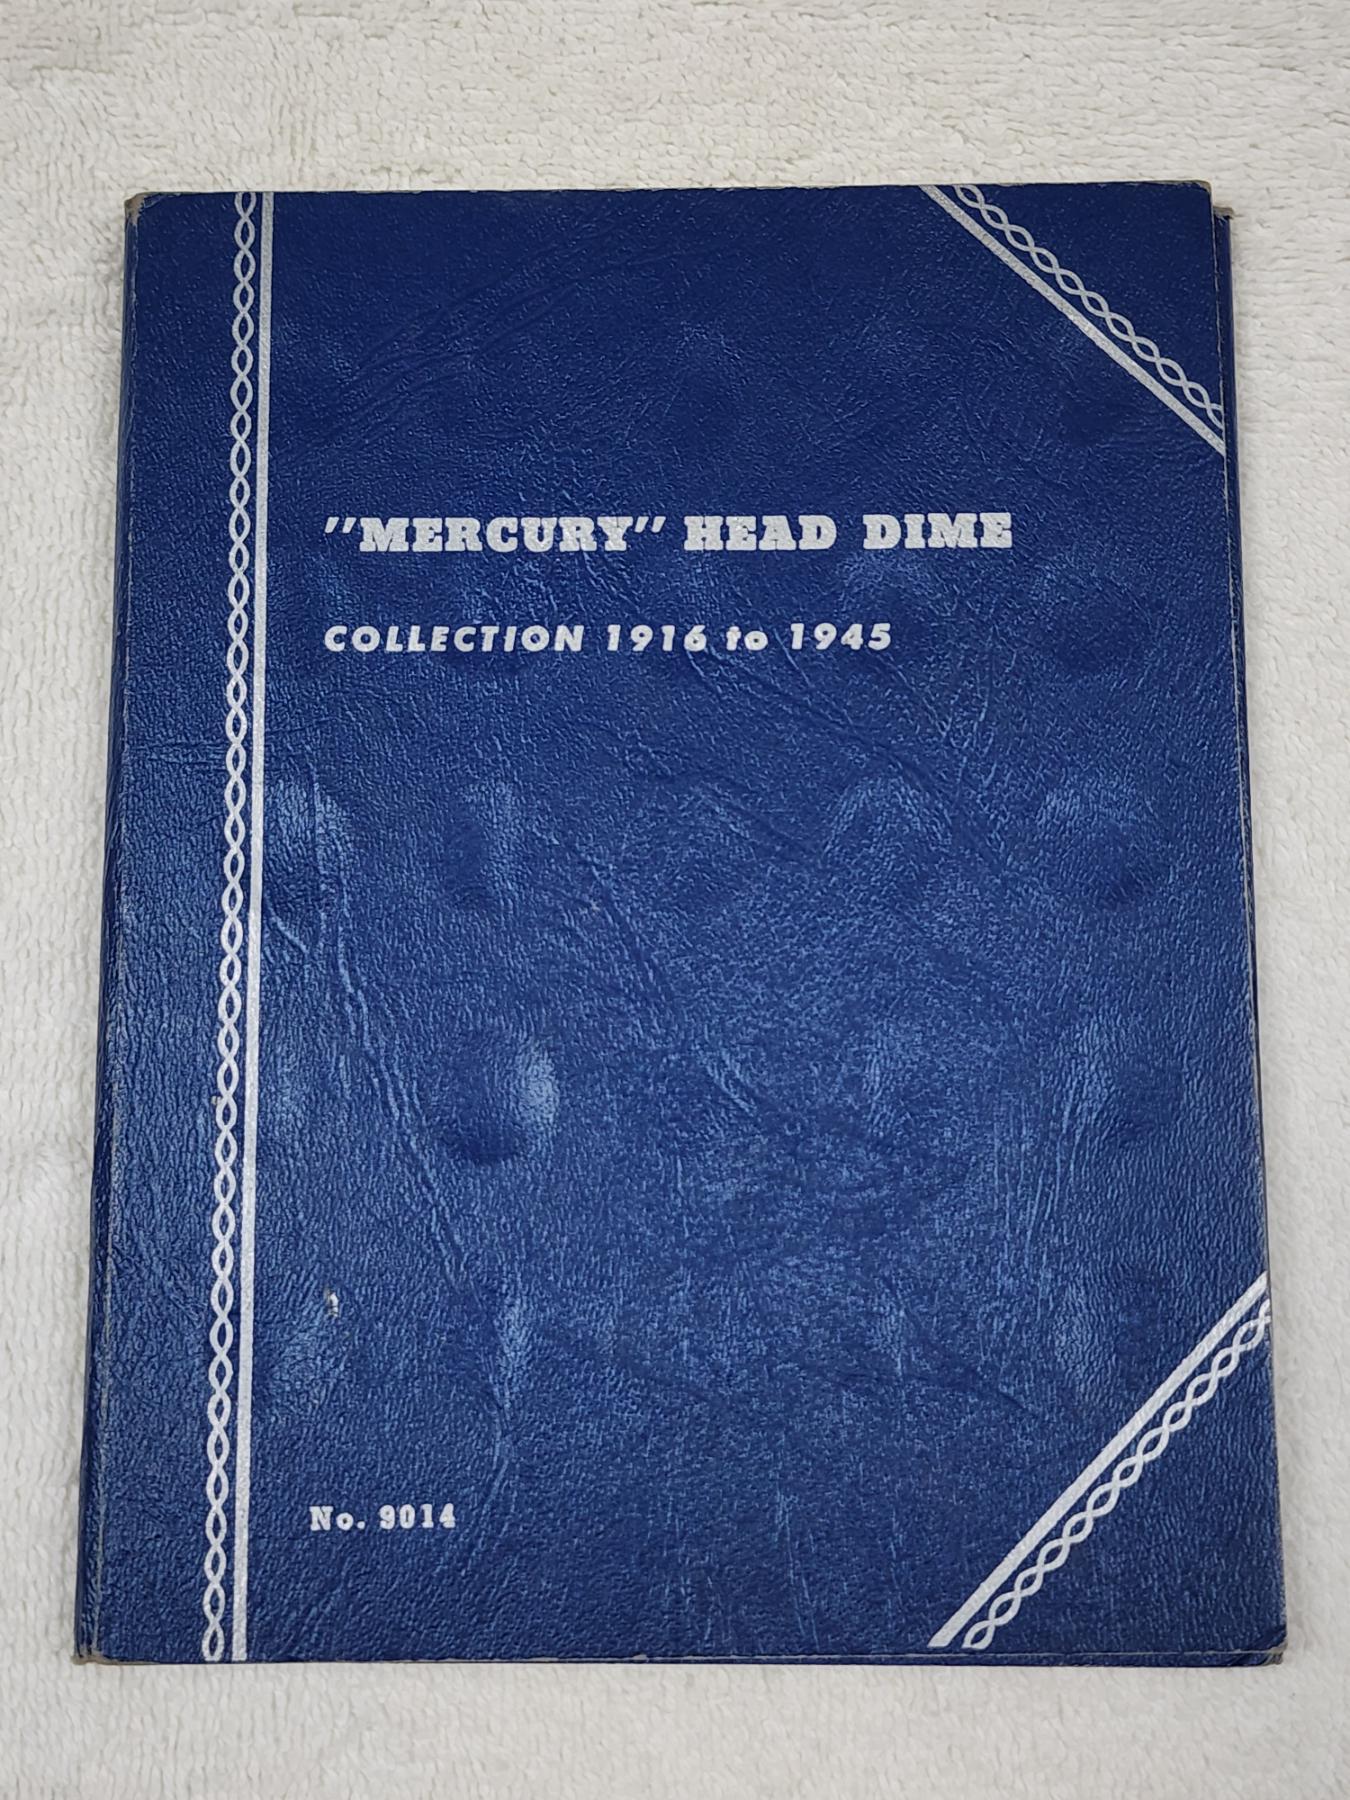 "MERCURY" HEAD DIME
COLLECTION 1916 to 1945
No. 9014